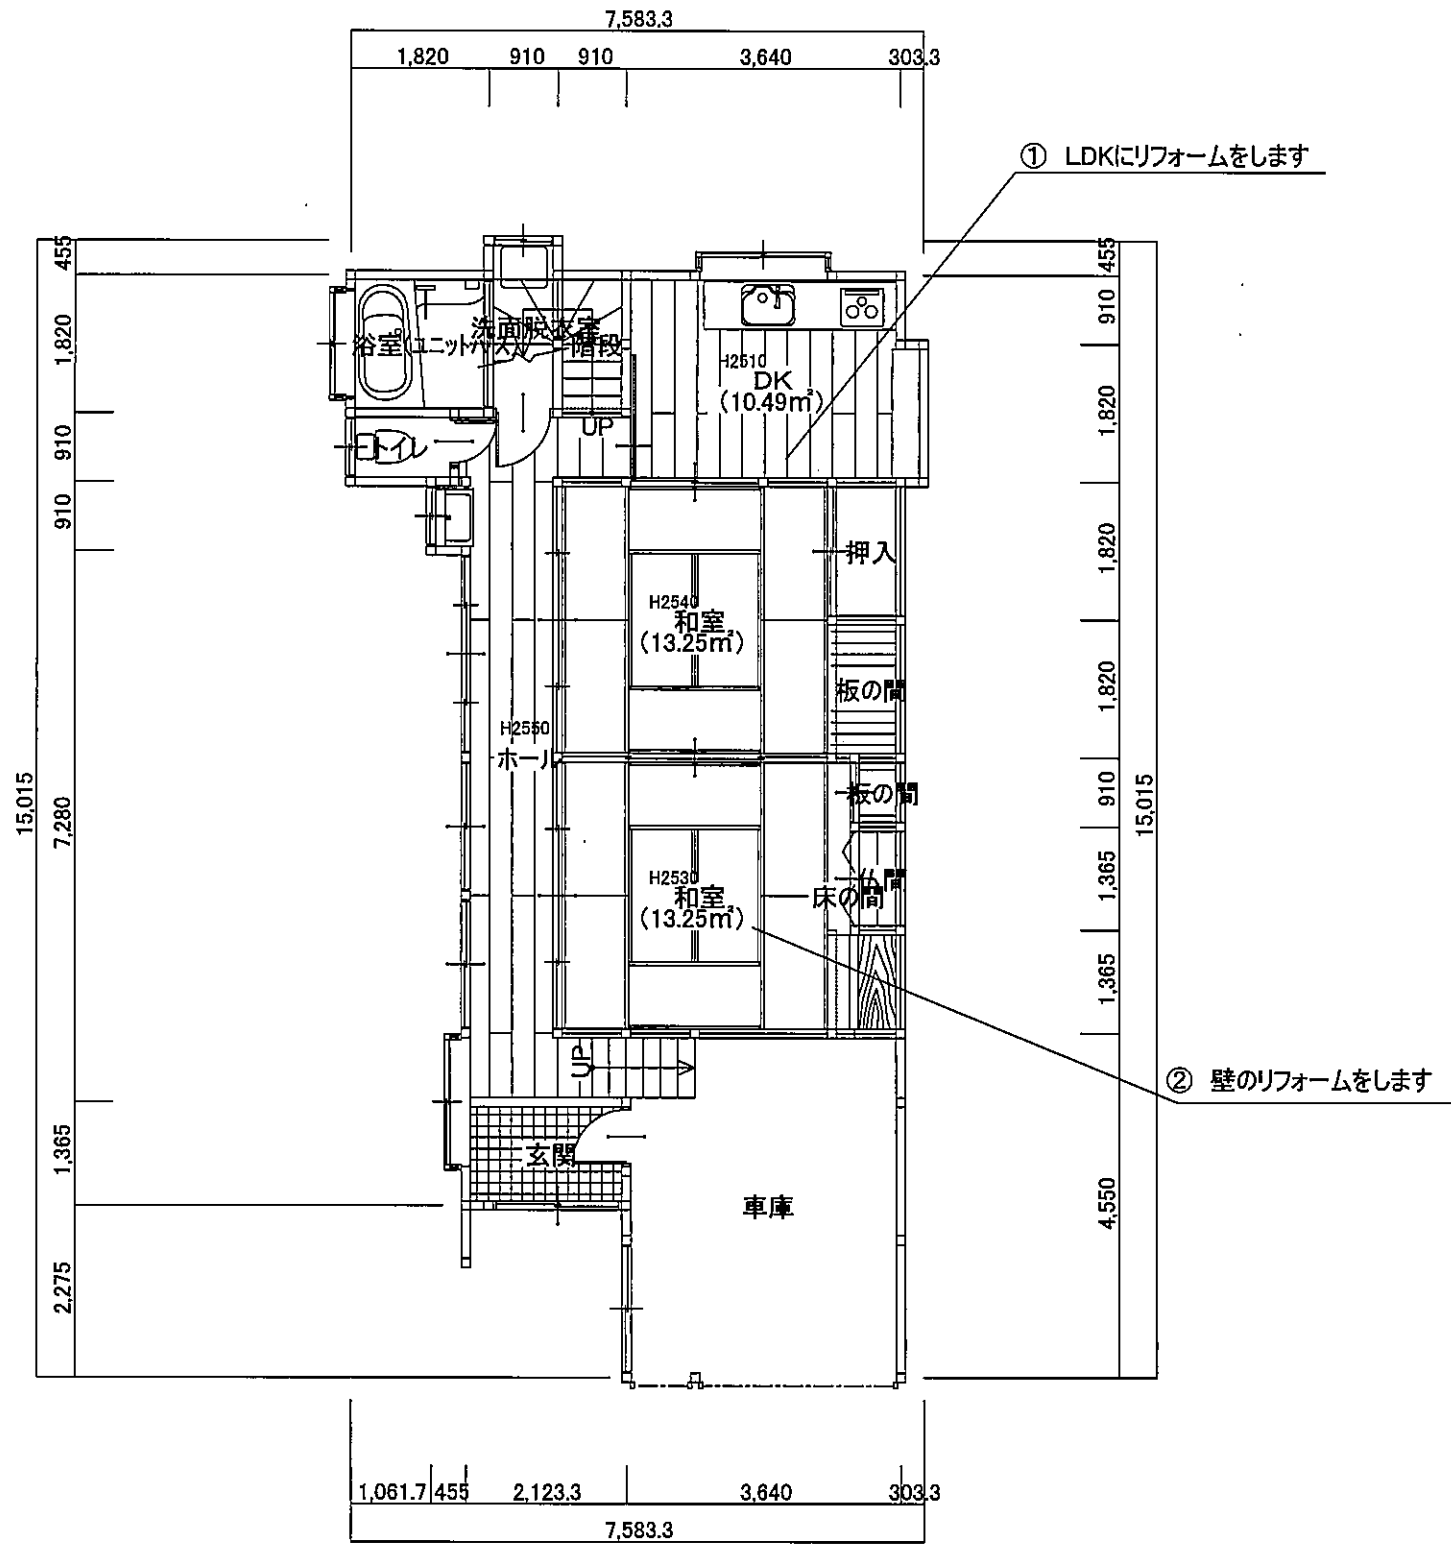 7,583.3
1,820
910
910
3,640
303.3
① LDKにリフォームをします
455
1,820
910
910
7,280
1,365
2,275
15,015
455
910
1,820
1,820
1,820
910
1,365
1,365
4,550
15,015
洗面脱衣室
浴室(ユニットバス)
階段
H2510
DK
(10.49㎡)
トイレ
UP
押入
H2540
和室
(13.25㎡)
板の間
H2550
ホール
板の間
H2530
和室
(13.25㎡)
仏間
床の間
UP
② 壁のリフォームをします
玄関
車庫
1,061.7
455
2,123.3
3,640
303.3
7,583.3